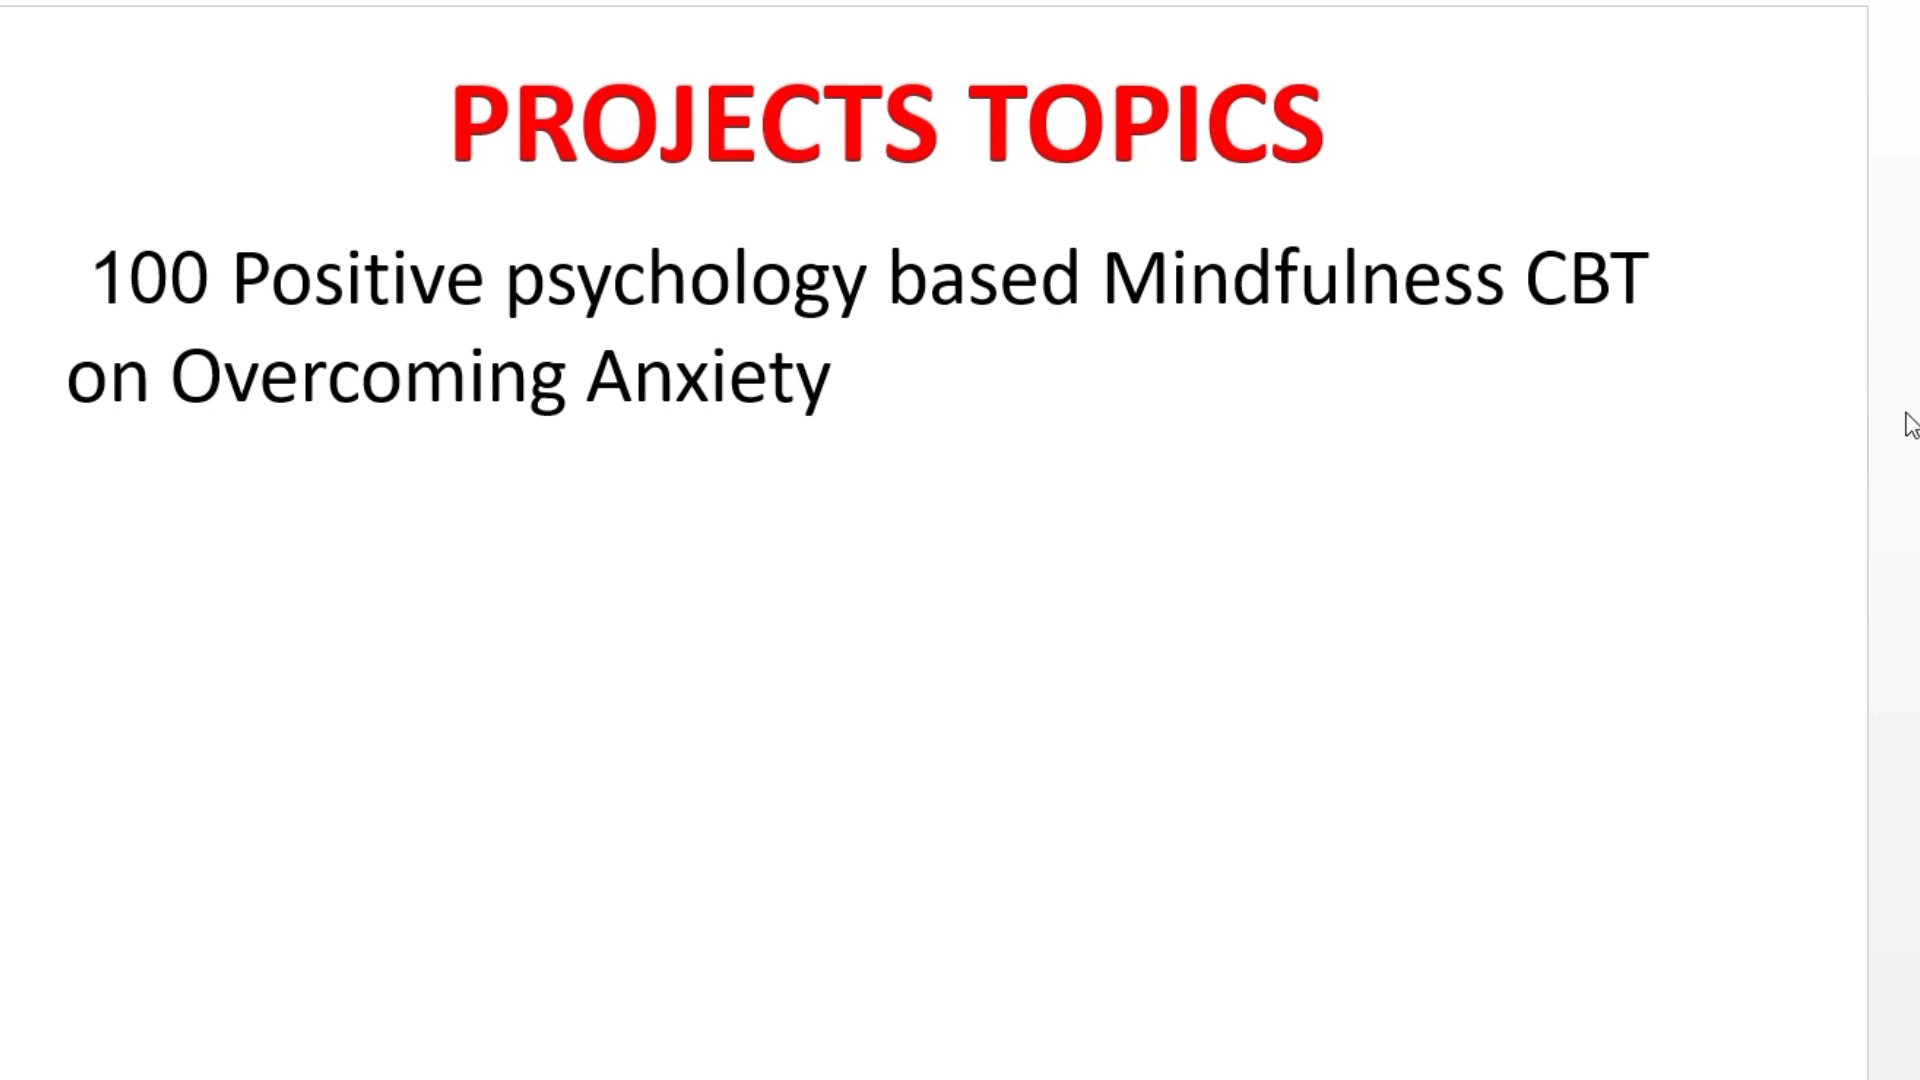 PROJECTS TOPICS
100 Positive psychology based Mindfulness CBT
on Overcoming Anxiety